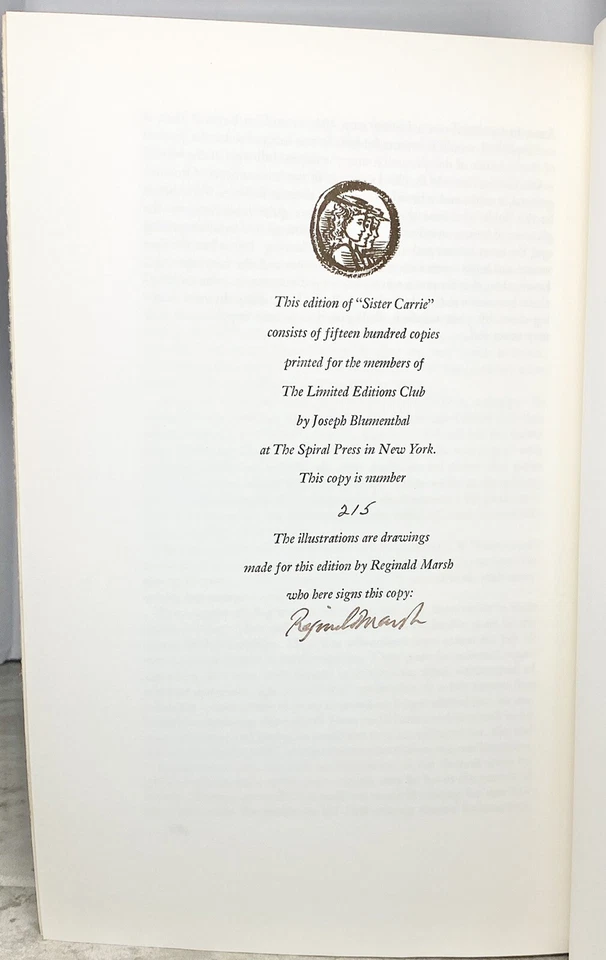 This edition of “Sister Carrie”
consists of fifteen hundred copies
printed for the members of
The Limited Editions Club
by Joseph Blumenthal
at The Spiral Press in New York.
This copy is number
215
The illustrations are drawings
made for this edition by Reginald Marsh
who here signs this copy:
Reginald Marsh